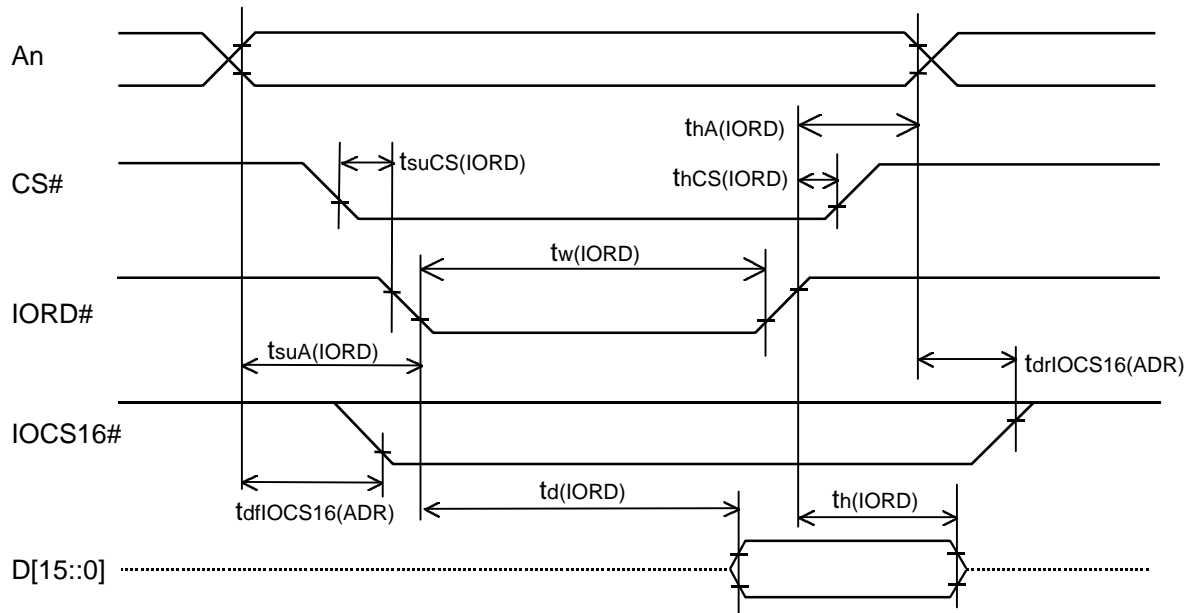 An
thA(IORD)
tsuCS(IORD)
CS#
thCS(IORD)
tw(IORD)
IORD#
tsuA(IORD)
tdrIOCS16(ADR)
IOCS16#
td(IORD)
th(IORD)
tdfIOCS16(ADR)
D[15::0]